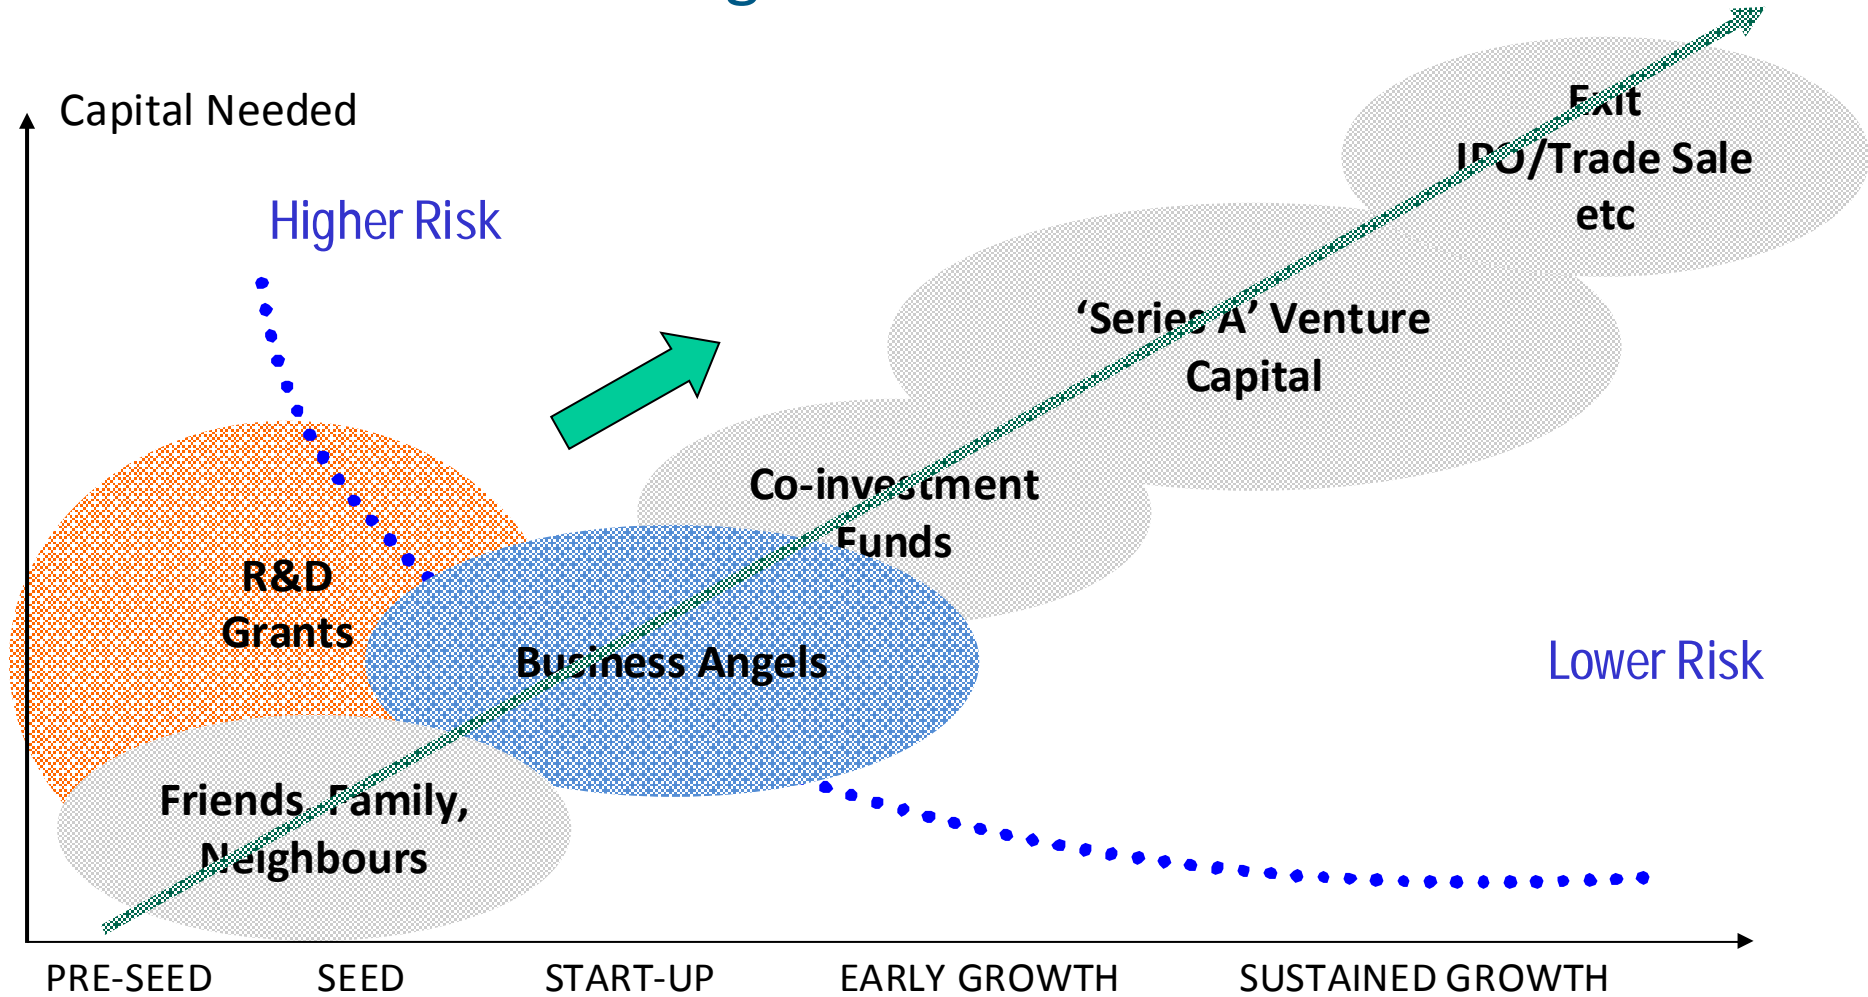 Capital Needed
Higher Risk
Exit
IPO/Trade Sale
etc
‘Series A’ Venture
Capital
Co-investment
Funds
R&D
Grants
Business Angels
Lower Risk
Friends, Family,
Neighbours
PRE-SEED SEED START-UP EARLY GROWTH SUSTAINED GROWTH